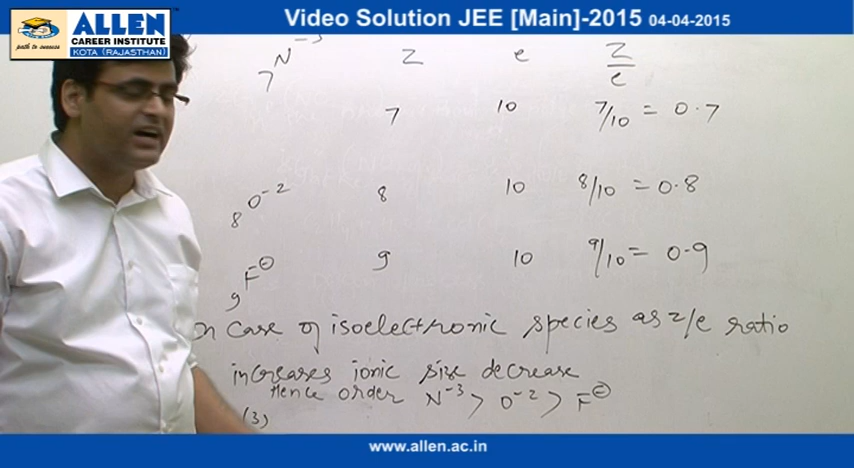 Video Solution JEE [Main]-2015 04-04-2015
ALLEN
CAREER INSTITUTE
KOTA (RAJASTHAN)
path to success
7N-3 Z e Z/e
7 10 7/10 = 0.7
8O-2 8 10 8/10 = 0.8
9F⊖ 9 10 9/10 = 0.9
n case of isoelectronic species as z/e ratio
increases ionic size decrease
Hence order N-3 > O-2 > F⊖
(3)
www.allen.ac.in